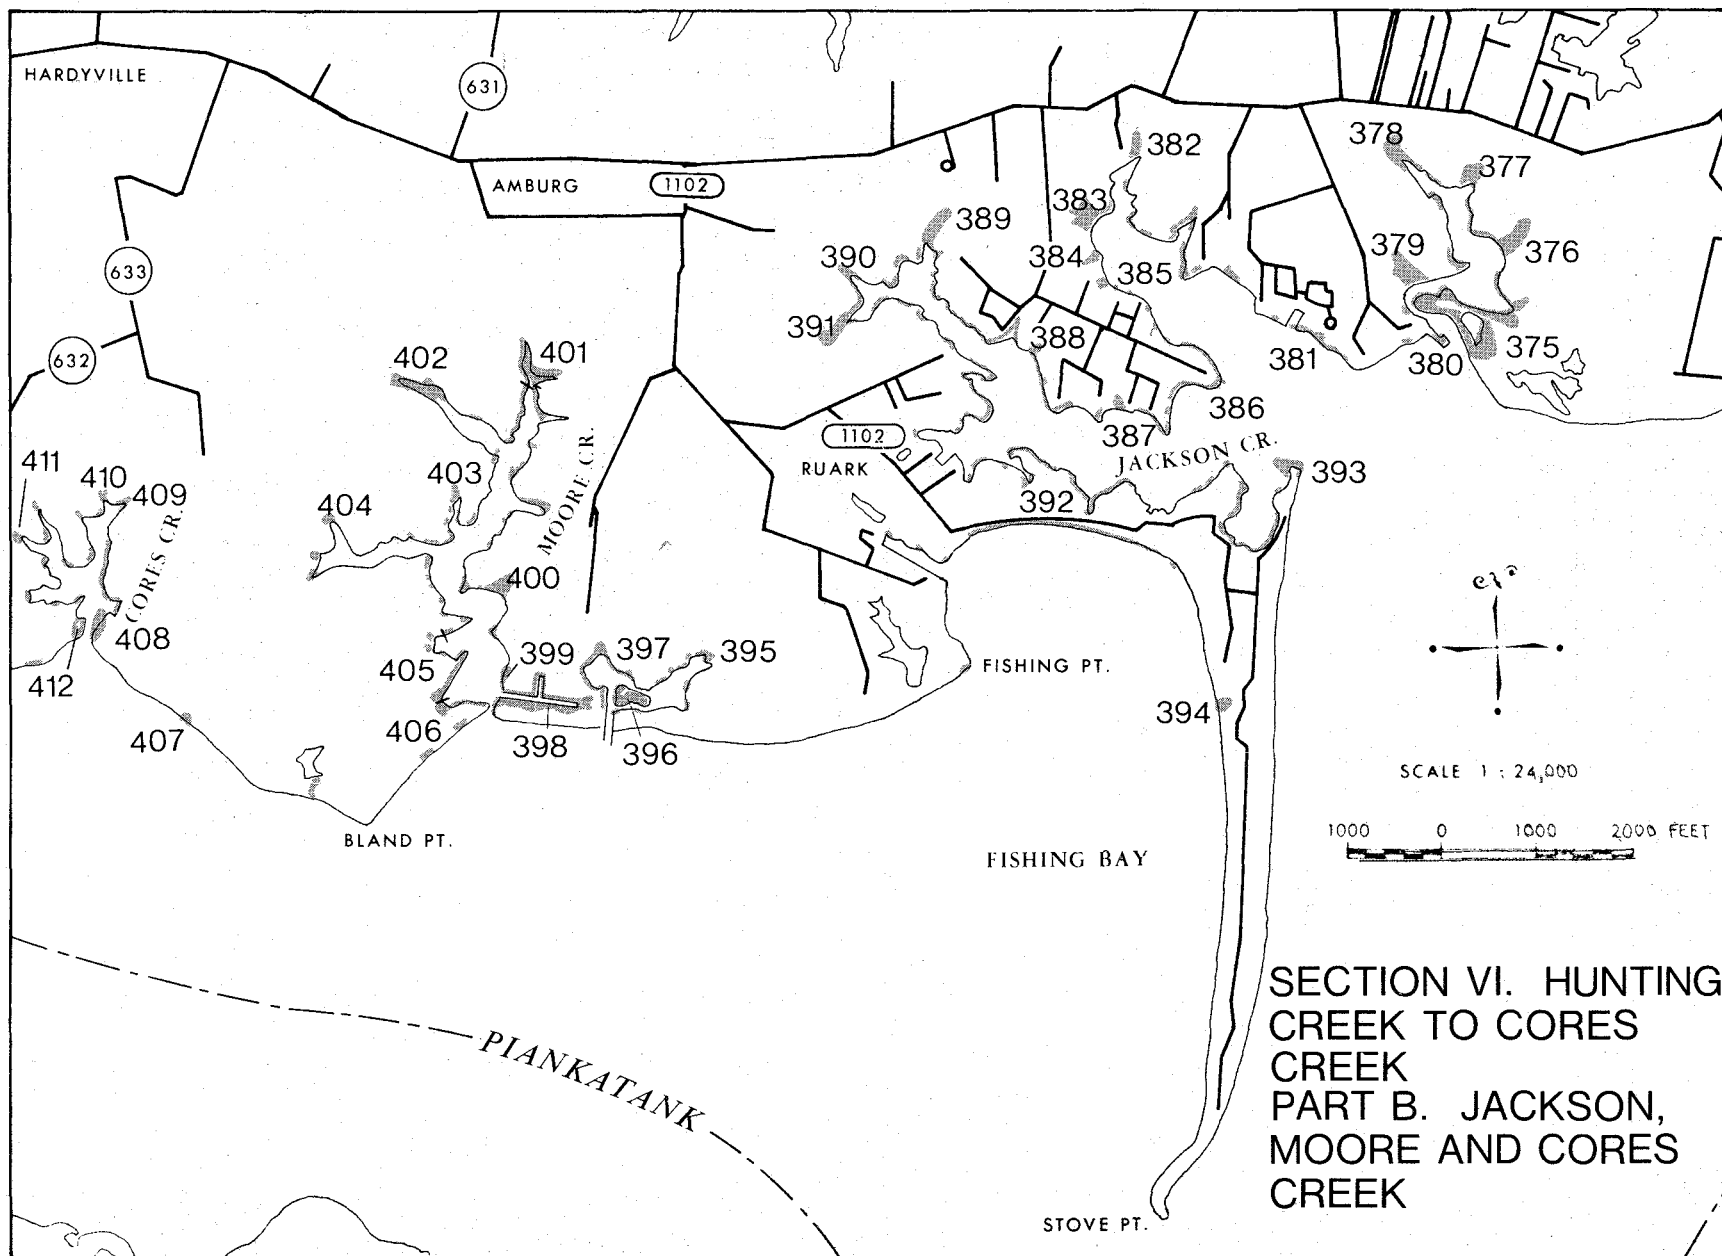 HARDYVILLE
631
AMBURG
1102
633
632
378
377
382
383
389
390
384
385
379
376
391
388
402
401
381
380
375
386
387
1102
RUARK
JACKSON CR.
392
393
411
410
409
403
404
CORES CR.
MOORE CR.
400
408
412
405
399
397
395
FISHING PT.
394
407
406
398
396
SCALE 1 : 24,000
BLAND PT.
1000 0 1000 2000 FEET
FISHING BAY
PIANKATANK
SECTION VI. HUNTING
CREEK TO CORES
CREEK
PART B. JACKSON,
MOORE AND CORES
CREEK
STOVE PT.